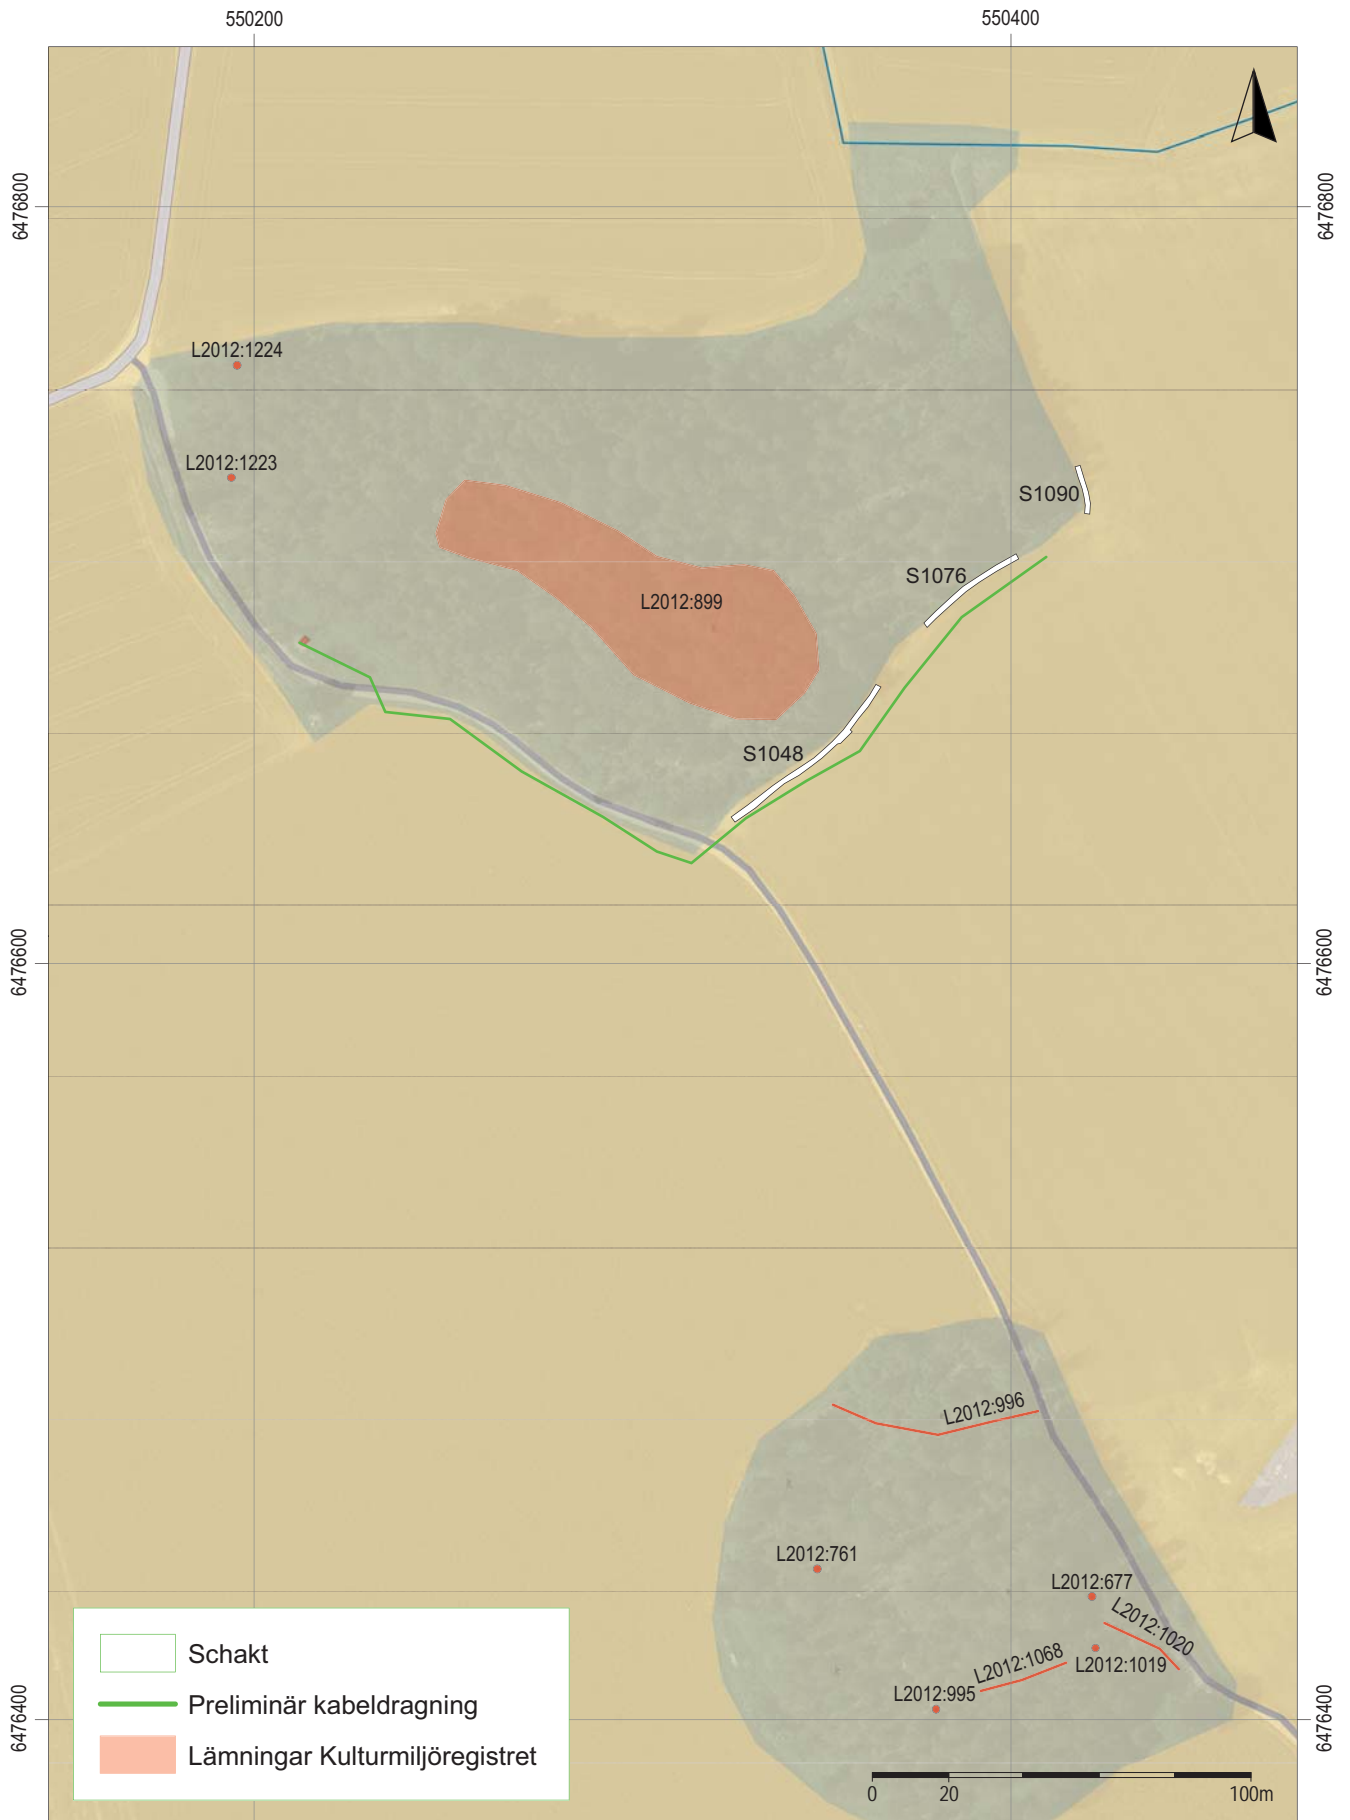 550200
550400
6476800
6476800
L2012:1224
L2012:1223
S1090
S1076
L2012:899
S1048
6476600
6476600
L2012:996
L2012:761
L2012:677
L2012:1020
L2012:1019
L2012:1068
L2012:995
6476400
6476400
Schakt
Preliminär kabeldragning
Lämningar Kulturmiljöregistret
0 20 100m